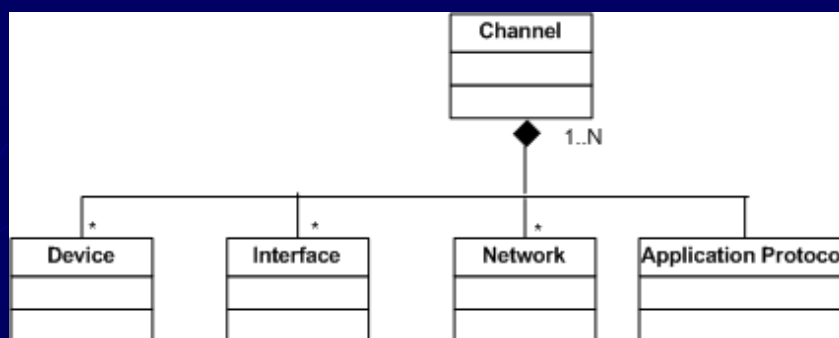 Channel
1..N
* * *
Device Interface Network Application Protoco